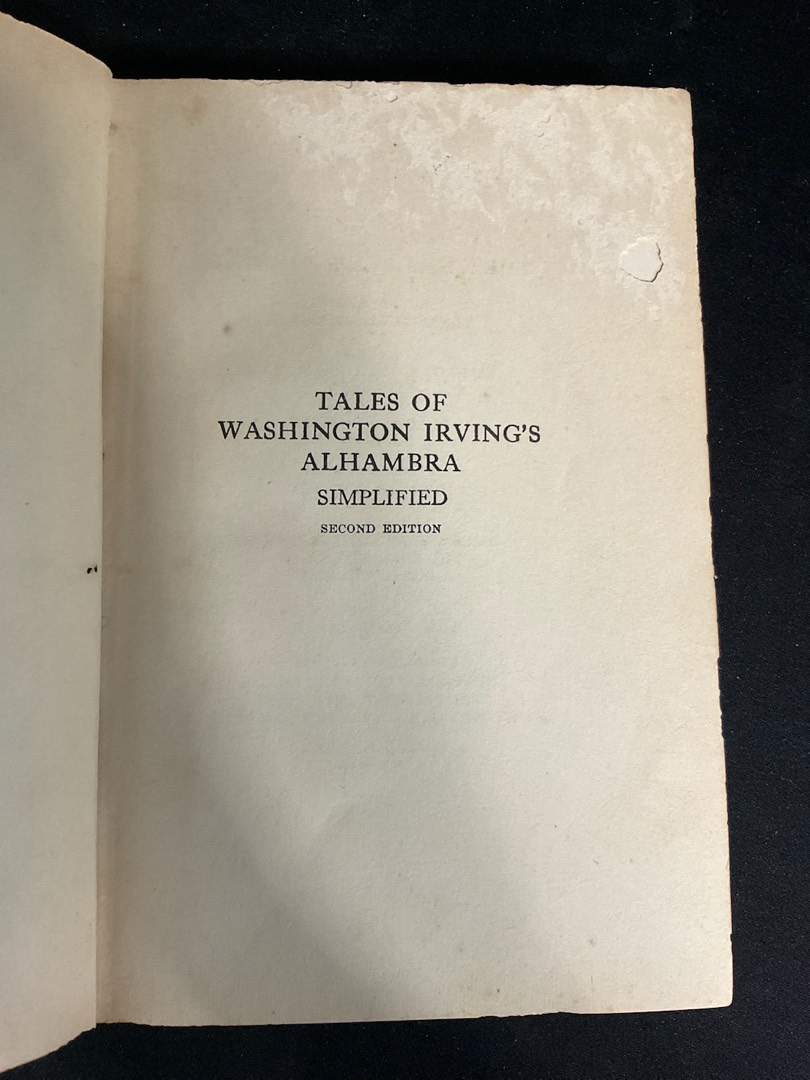 TALES OF
WASHINGTON IRVING'S
ALHAMBRA
SIMPLIFIED
SECOND EDITION